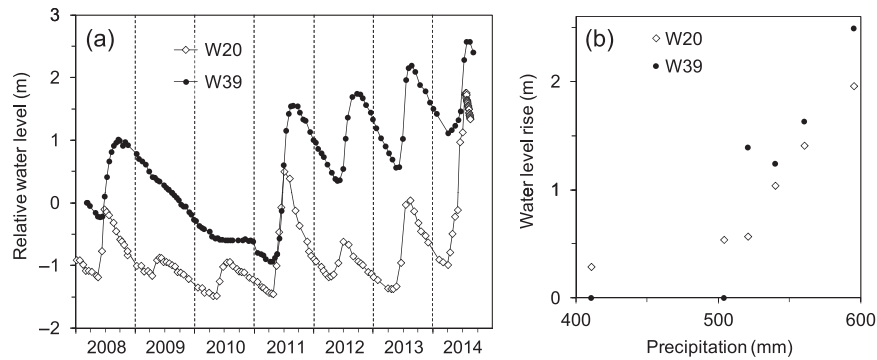 (a)
W20
W39
Relative water level (m)
3
2
1
0
–1
–2
2008 2009 2010 2011 2012 2013 2014
(b)
W20
W39
Water level rise (m)
2
1
0
400 500 600
Precipitation (mm)